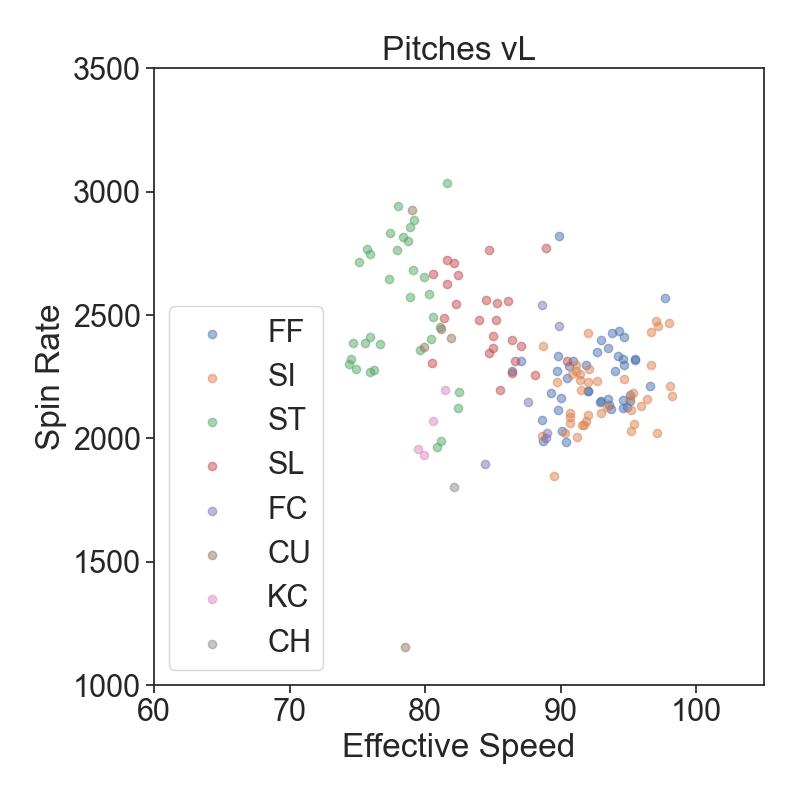 Pitches vL
3500
3000
2500
2000
1500
1000
Spin Rate
FF
SI
ST
SL
FC
CU
KC
CH
60 70 80 90 100
Effective Speed